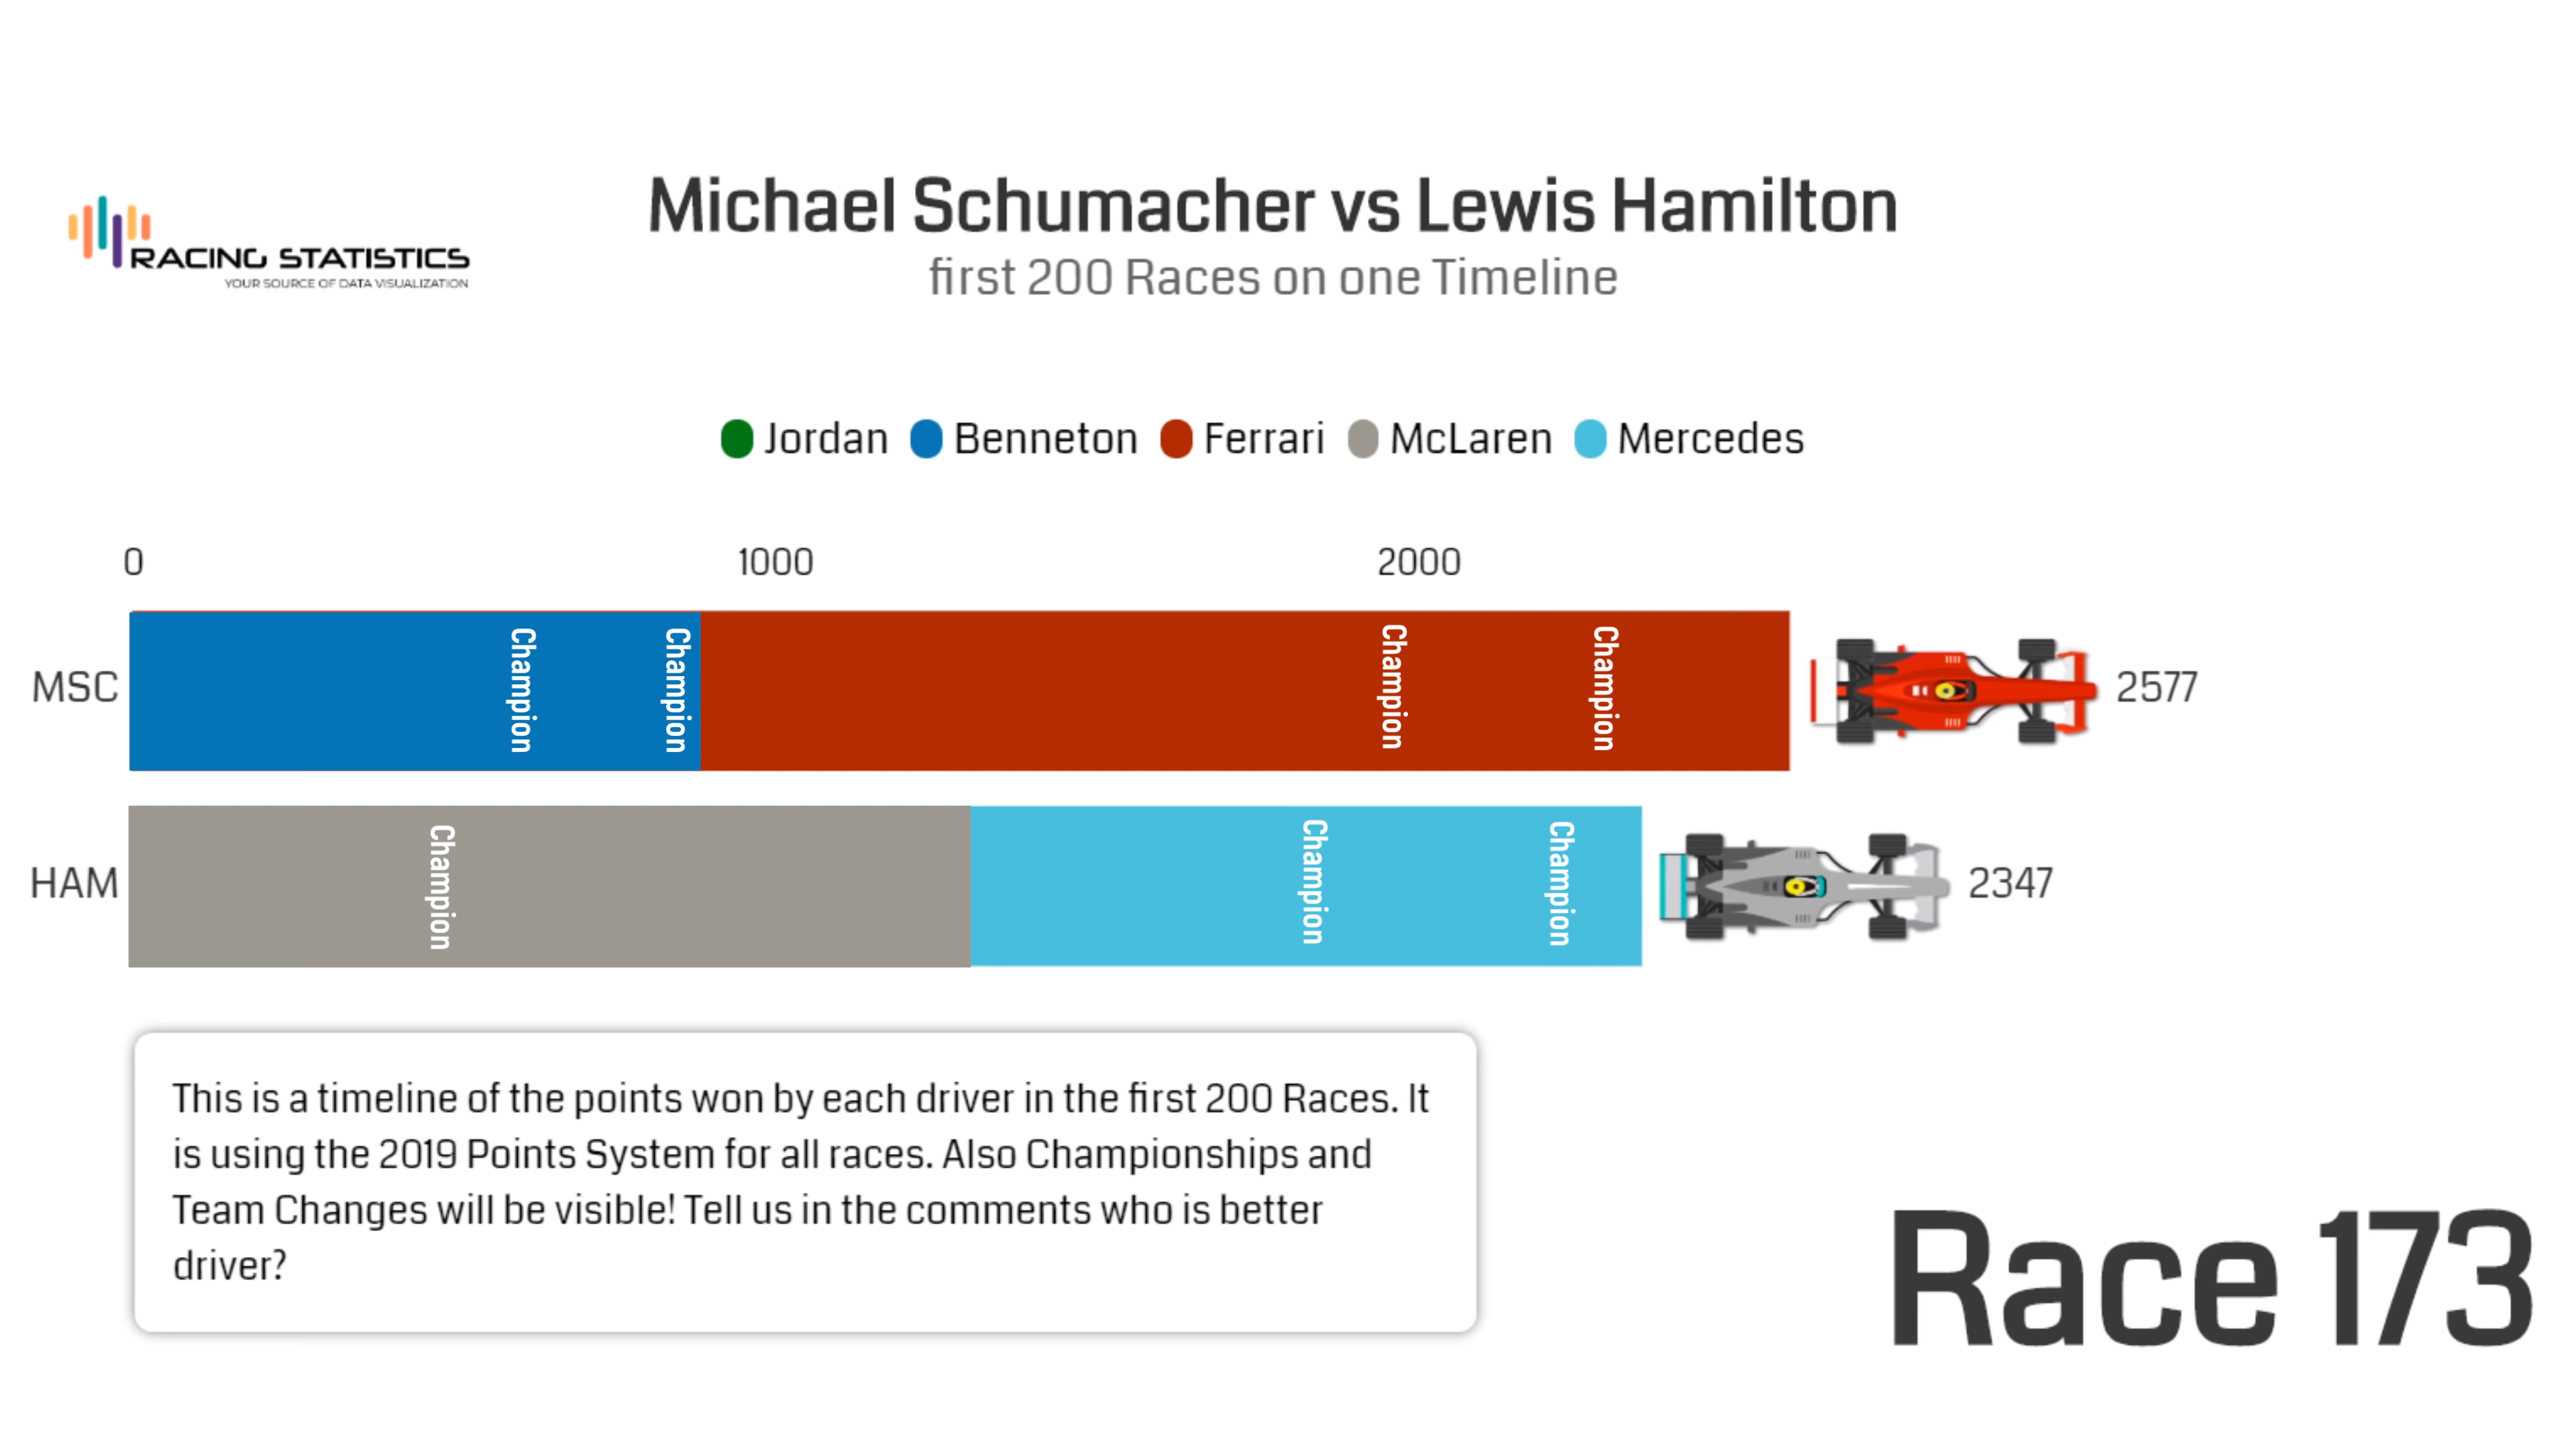 RACING STATISTICS
YOUR SOURCE OF DATA VISUALIZATION
Michael Schumacher vs Lewis Hamilton
first 200 Races on one Timeline
Jordan Benneton Ferrari McLaren Mercedes
0 1000 2000
MSC Champion Champion Champion Champion 2577
HAM Champion Champion Champion 2347
This is a timeline of the points won by each driver in the first 200 Races. It
is using the 2019 Points System for all races. Also Championships and
Team Changes will be visible! Tell us in the comments who is better
driver?
Race 173